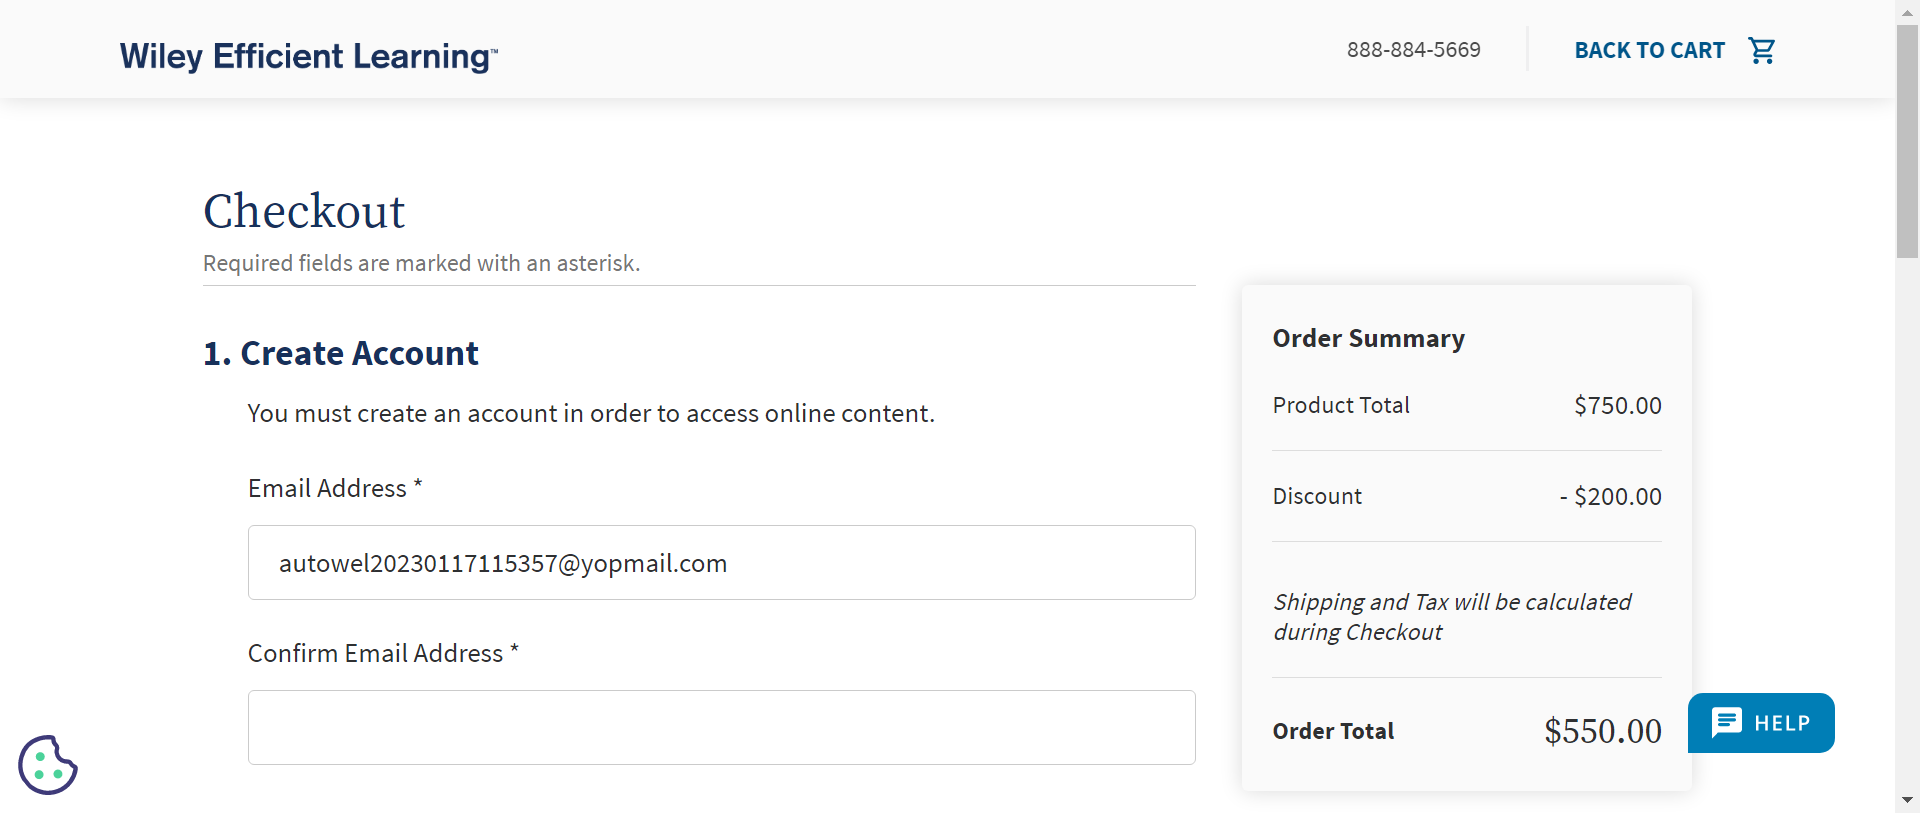 Wiley Efficient Learning™
888-884-5669
BACK TO CART
Checkout
Required fields are marked with an asterisk.
1. Create Account
You must create an account in order to access online content.
Email Address *
autowel20230117115357@yopmail.com
Confirm Email Address *
Order Summary
Product Total $750.00
Discount - $200.00
Shipping and Tax will be calculated
during Checkout
Order Total $550.00
HELP